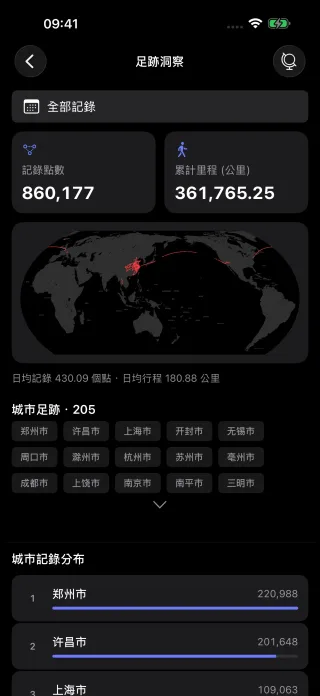 09:41
足跡洞察
全部記錄
記錄點數
860,177
累計里程 (公里)
361,765.25
日均記錄 430.09 個點 · 日均行程 180.88 公里
城市足跡 · 205
郑州市 许昌市 上海市 开封市 无锡市
周口市 滁州市 杭州市 苏州市 亳州市
成都市 上饶市 南京市 南平市 三明市
城市記錄分布
1 郑州市 220,988
2 许昌市 201,648
3 上海市 109,063